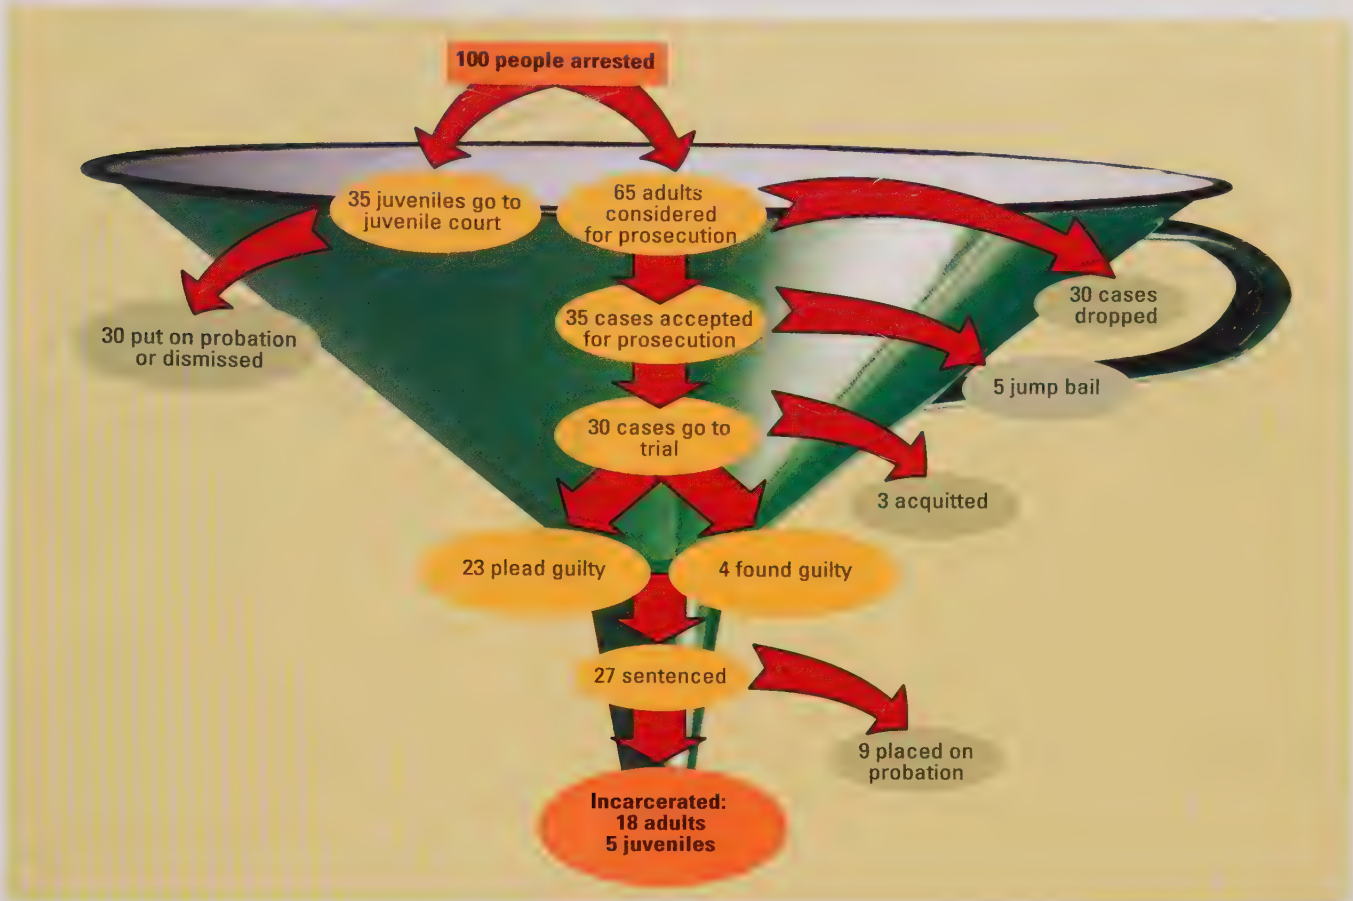 100 people arrested
35 juveniles go to
juvenile court
65 adults
considered
for prosecution
30 cases
dropped
30 put on probation
or dismissed
35 cases accepted
for prosecution
5 jump bail
30 cases go to
trial
3 acquitted
23 plead guilty
4 found guilty
27 sentenced
9 placed on
probation
Incarcerated:
18 adults
5 juveniles